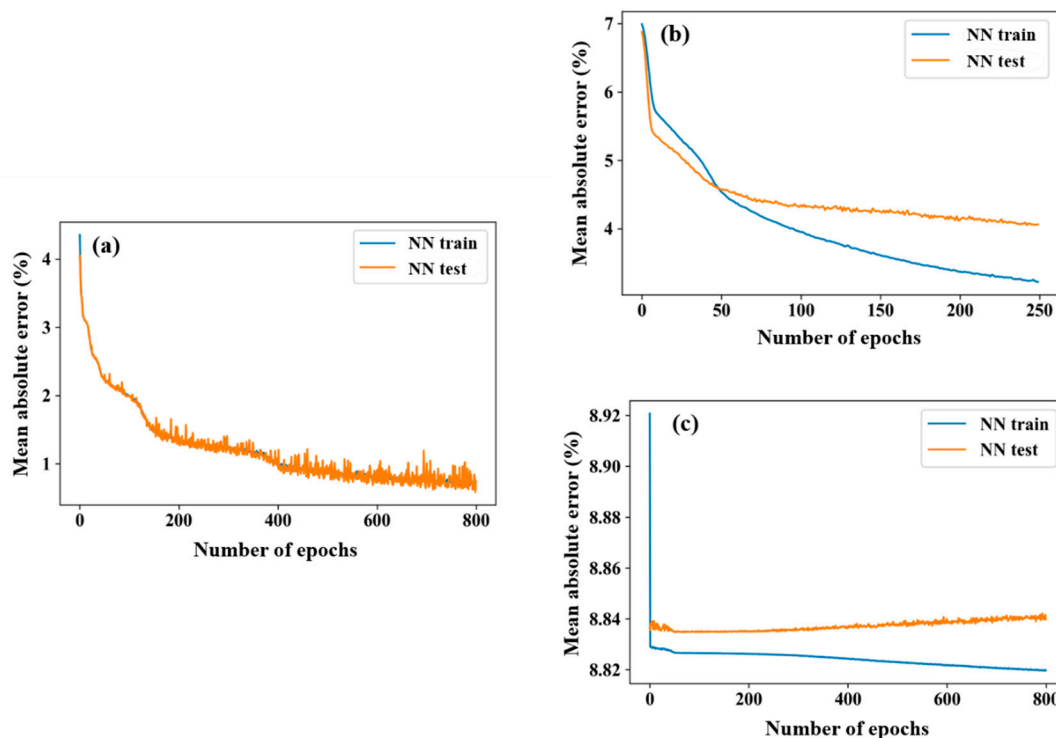 (a)
NN train
NN test
Mean absolute error (%)
4
3
2
1
0
200
400
600
800
Number of epochs
(b)
NN train
NN test
Mean absolute error (%)
7
6
5
4
0
50
100
150
200
250
Number of epochs
(c)
NN train
NN test
Mean absolute error (%)
8.92
8.90
8.88
8.86
8.84
8.82
0
200
400
600
800
Number of epochs